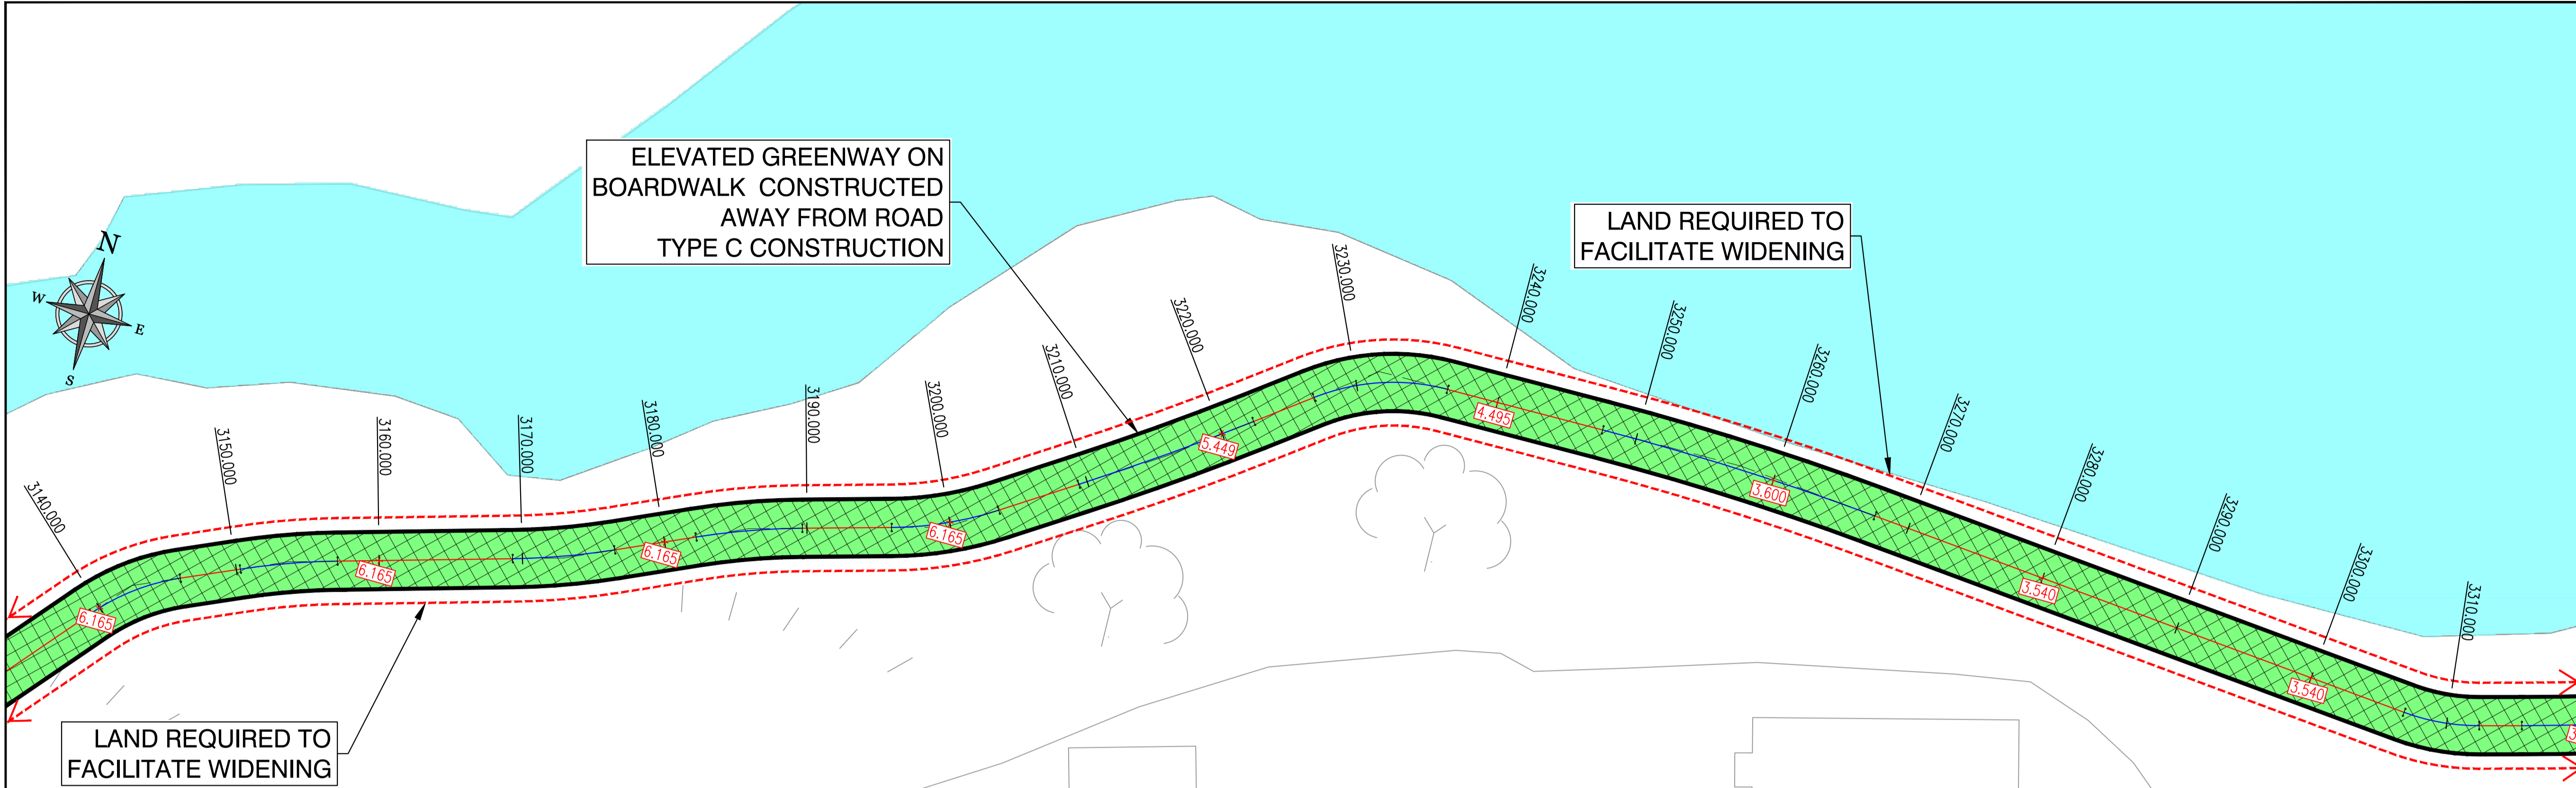 ELEVATED GREENWAY ON
BOARDWALK CONSTRUCTED
AWAY FROM ROAD
TYPE C CONSTRUCTION
LAND REQUIRED TO
FACILITATE WIDENING
N
W
E
S
3140.000
3150.000
3160.000
3170.000
3180.000
3190.000
3200.000
3210.000
3220.000
3230.000
3240.000
3250.000
3260.000
3270.000
3280.000
3290.000
3300.000
3310.000
6.165
6.165
6.165
6.165
5.449
4.495
3.600
3.540
3.540
LAND REQUIRED TO
FACILITATE WIDENING